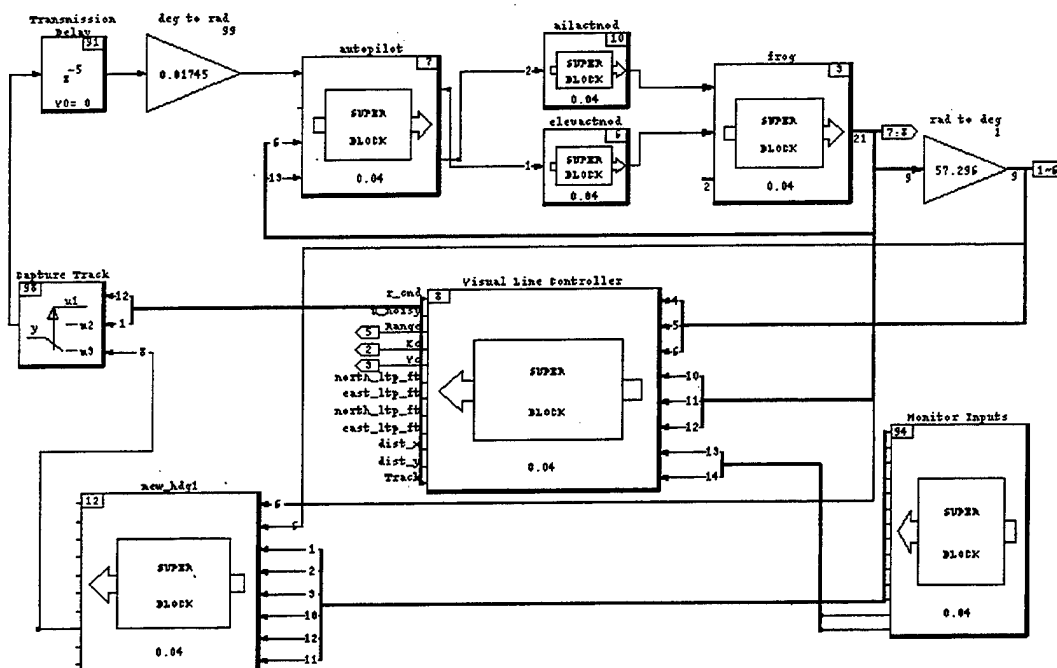 Transmission
Delay
91
z-5
Y0= 0
deg to rad
99
0.01745
autopilot
7
SUPER
BLOCK
0.04
6
13
ailactmod
10
2
SUPER
BLOCK
0.04
elevactmod
1
SUPER
BLOCK
0.04
frog
3
SUPER
BLOCK
0.04
2
21
7:8
rad to deg
1
9
57.296
9
Capture Track
98
u1
u2
u3
y
12
1
8
Visual Line Controller
8
r_cmd
Range
5
2
3
north_ltp_ft
east_ltp_ft
north_ltp_ft
east_ltp_ft
dist_x
dist_y
Track
SUPER
BLOCK
0.04
4
5
6
10
11
12
13
14
Monitor Inputs
94
SUPER
BLOCK
0.04
new_hdg1
12
SUPER
BLOCK
0.04
6
1
2
3
10
12
11